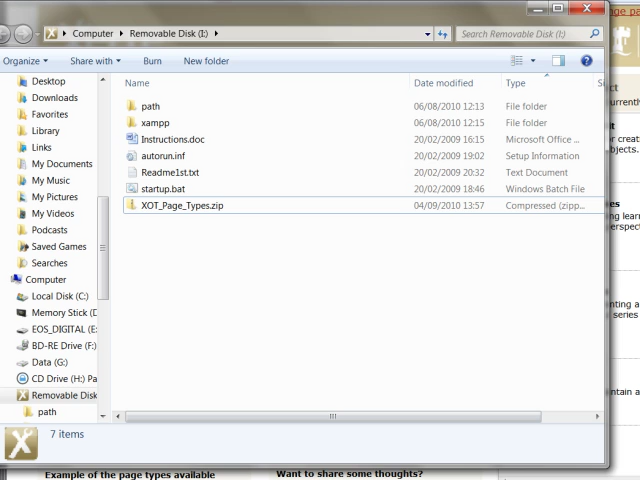 Computer ▸ Removable Disk (I:) ▸
Search Removable Disk (I:)
Organize
Share with
Burn
New folder
Name Date modified Type
path 06/08/2010 12:13 File folder
xampp 06/08/2010 12:15 File folder
Instructions.doc 20/02/2009 16:15 Microsoft Office ...
autorun.inf 20/02/2009 19:02 Setup Information
Readme1st.txt 20/02/2009 20:32 Text Document
startup.bat 20/02/2009 18:46 Windows Batch File
XOT_Page_Types.zip 04/09/2010 13:57 Compressed (zipp...
Desktop
Downloads
Favorites
Library
Links
My Documents
My Music
My Pictures
My Videos
Podcasts
Saved Games
Searches
Computer
Local Disk (C:)
Memory Stick (D
EOS_DIGITAL (E:
BD-RE Drive (F:)
Data (G:)
CD Drive (H:) Pa
Removable Disk
path
7 items
Example of the page types available
Want to share some thoughts?